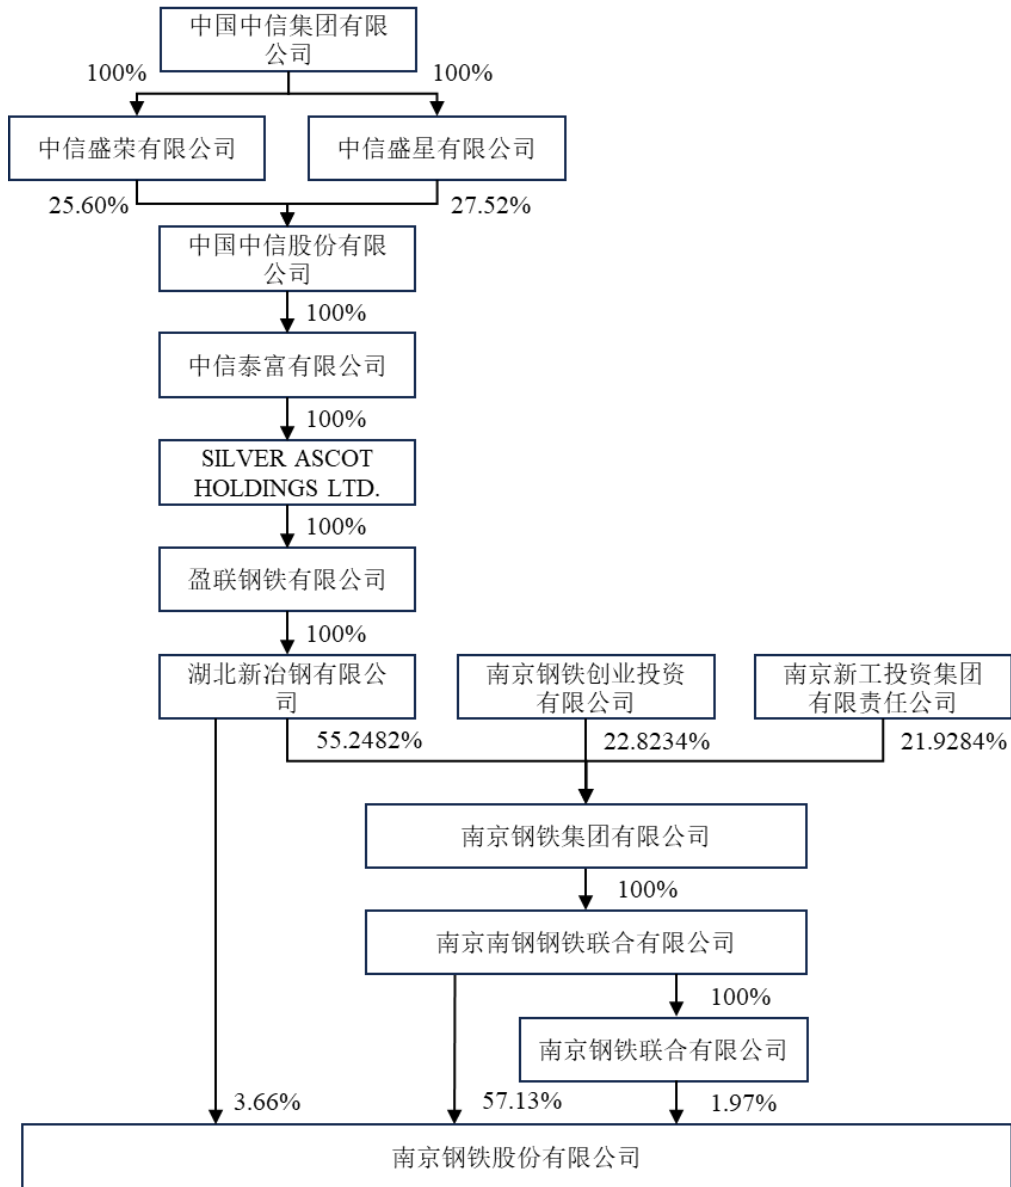 中国中信集团有限
公司
100%
100%
中信盛荣有限公司
中信盛星有限公司
25.60%
27.52%
中国中信股份有限
公司
100%
中信泰富有限公司
100%
SILVER ASCOT
HOLDINGS LTD.
100%
盈联钢铁有限公司
100%
湖北新冶钢有限公
司
南京钢铁创业投资
有限公司
南京新工投资集团
有限责任公司
55.2482%
22.8234%
21.9284%
南京钢铁集团有限公司
100%
南京南钢钢铁联合有限公司
100%
南京钢铁联合有限公司
3.66%
57.13%
1.97%
南京钢铁股份有限公司